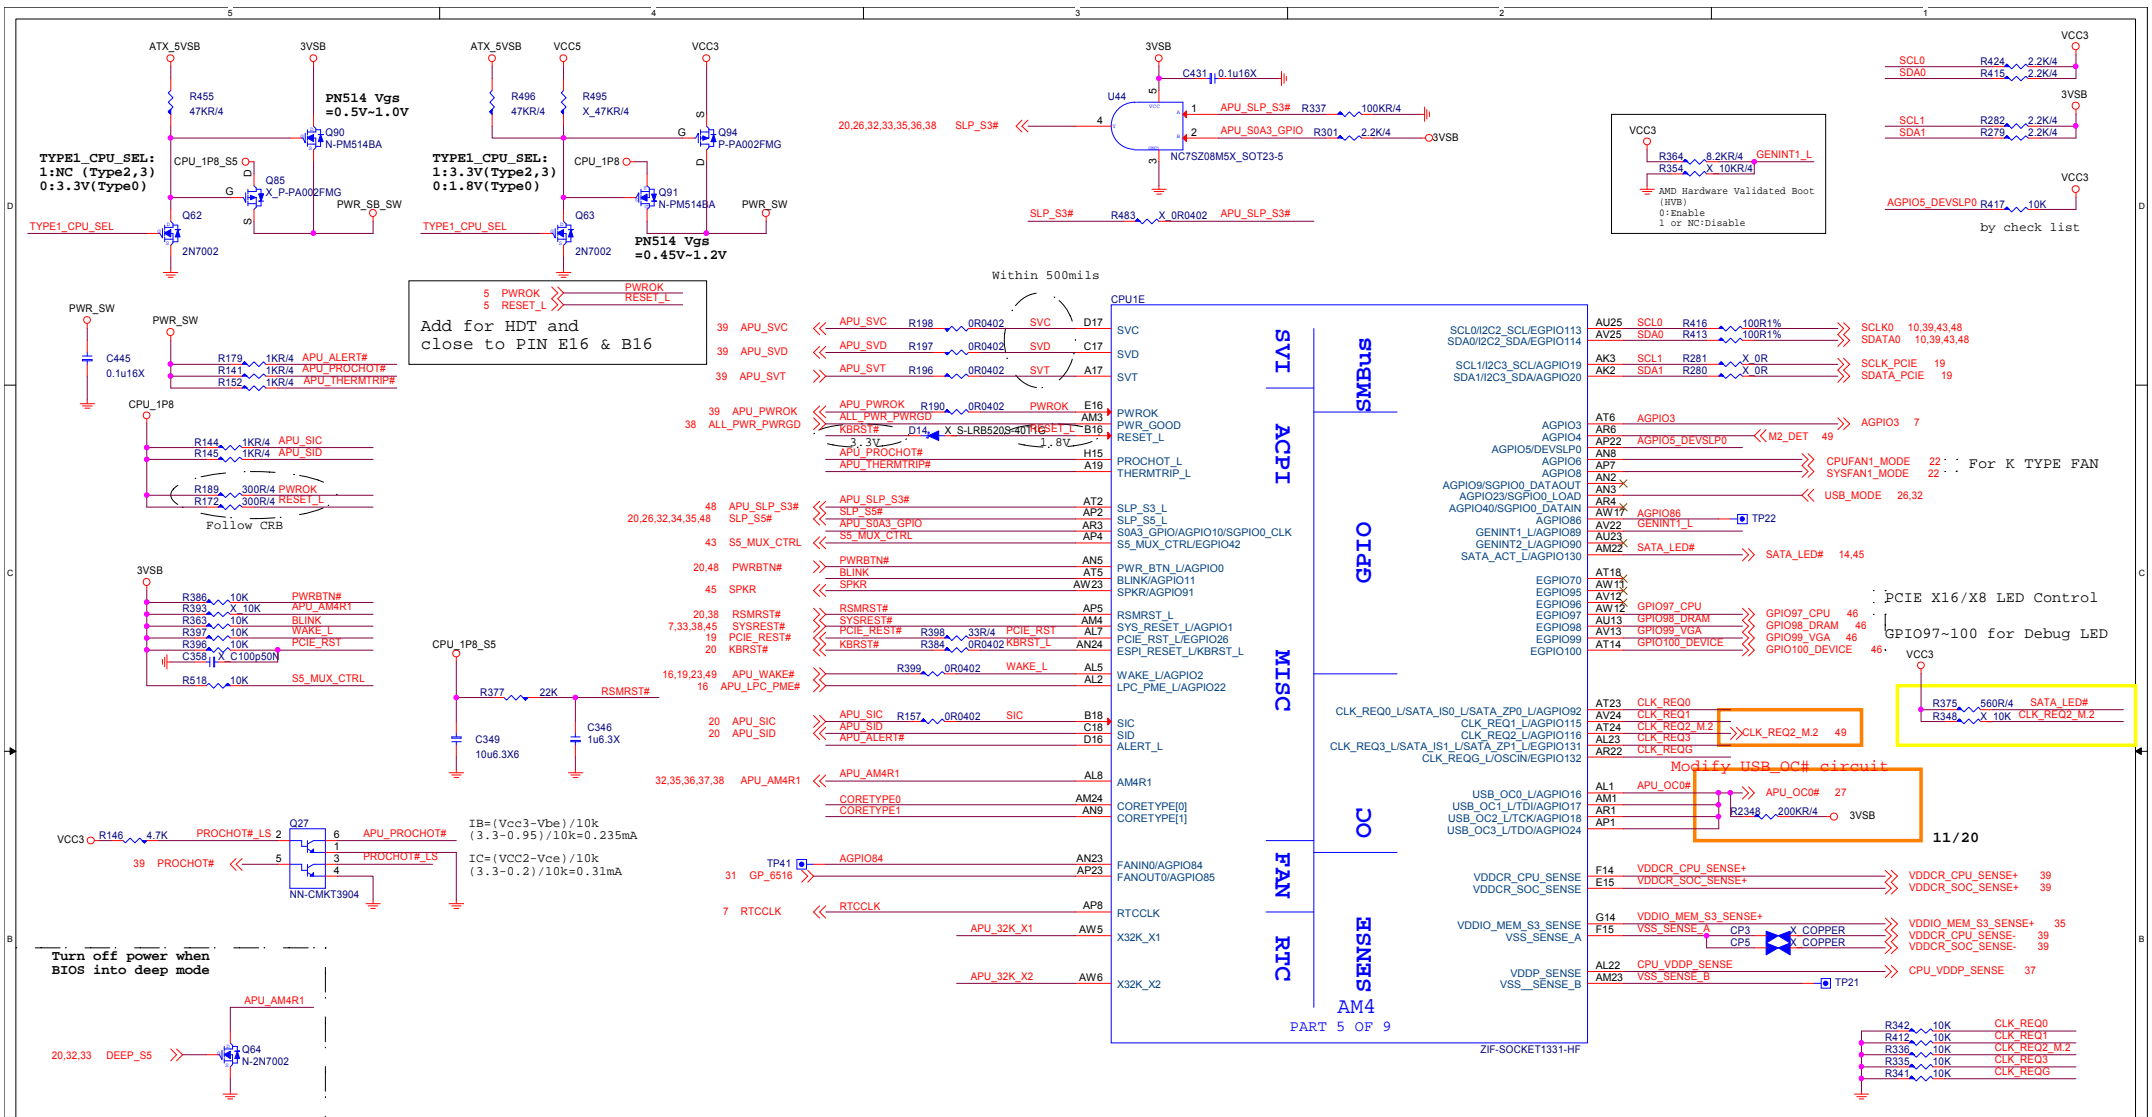 5 4 3 2 1
ATX_5VSB 3VSB
R455
47KR/4
PN514 Vgs
=0.5V~1.0V
Q90
N-PM514BA
TYPE1_CPU_SEL:
1:NC (Type2,3)
0:3.3V(Type0)
CPU_1P8_S5
D
G
S
Q85
X_P-PA002FMG
PWR_SB_SW
Q62
TYPE1_CPU_SEL
2N7002
ATX_5VSB VCC5 VCC3
R496
47KR/4
R495
X_47KR/4
S
G
D
Q94
P-PA002FMG
TYPE1_CPU_SEL:
1:3.3V(Type2,3)
0:1.8V(Type0)
CPU_1P8
Q91
N-PM514BA
PWR_SW
Q63
TYPE1_CPU_SEL
2N7002
PN514 Vgs
=0.45V~1.2V
3VSB
C431 0.1u16X
U44
5
VCC
20,26,32,33,35,36,38 SLP_S3# 4
1 APU_SLP_S3# R337 100KR/4
2 APU_S0A3_GPIO R301 2.2K/4 3VSB
3
NC7SZ08M5X_SOT23-5
SLP_S3# R483 X_0R0402 APU_SLP_S3#
VCC3
R364 8.2KR/4 GENINT1_L
R354 X_10KR/4
AMD Hardware Validated Boot
(HVB)
0:Enable
1 or NC:Disable
VCC3
SCL0 R424 2.2K/4
SDA0 R415 2.2K/4
3VSB
SCL1 R282 2.2K/4
SDA1 R279 2.2K/4
VCC3
AGPIO5_DEVSLP0 R417 10K
by check list
D D
5 PWROK PWROK
5 RESET_L RESET_L
Add for HDT and
close to PIN E16 & B16
PWR_SW
C445
0.1u16X
PWR_SW
R179 1KR/4 APU_ALERT#
R141 1KR/4 APU_PROCHOT#
R152 1KR/4 APU_THERMTRIP#
CPU_1P8
R144 1KR/4 APU_SIC
R145 1KR/4 APU_SID
R189 300R/4 PWROK
R172 300R/4 RESET_L
Follow CRB
3VSB
R386 10K PWRBTN#
R393 X_10K APU_AM4R1
R363 10K BLINK
R397 10K WAKE_L
R396 10K PCIE_RST
C358 X_C100p50N
R518 10K S5_MUX_CTRL
CPU_1P8_S5
R377 22K RSMRST#
C349
10u6.3X6
C346
1u6.3X
VCC3 R146 4.7K PROCHOT#_LS 2 Q27 6 APU_PROCHOT#
1
39 PROCHOT# 5 3 PROCHOT#_LS
4
NN-CMKT3904
IB=(Vcc3-Vbe)/10k
(3.3-0.95)/10k=0.235mA
IC=(VCC2-Vce)/10k
(3.3-0.2)/10k=0.31mA
Turn off power when
BIOS into deep mode
APU_AM4R1
20,32,33 DEEP_S5
Q64
N-2N7002
Within 500mils
CPU1E
39 APU_SVC APU_SVC R198 0R0402 SVC D17 SVC
39 APU_SVD APU_SVD R197 0R0402 SVD C17 SVD
39 APU_SVT APU_SVT R196 0R0402 SVT A17 SVT
39 APU_PWROK APU_PWROK R190 0R0402 PWROK E16 PWROK
38 ALL_PWR_PWRGD ALL_PWR_PWRGD AM3 PWR_GOOD
KBRST# D14 X_S-LRB520S-40T1G RESET_L B16 RESET_L
3.3V 1.8V
APU_PROCHOT# H15 PROCHOT_L
APU_THERMTRIP# A19 THERMTRIP_L
48 APU_SLP_S3# APU_SLP_S3# AT2 SLP_S3_L
20,26,32,34,35,48 SLP_S5# SLP_S5# AP2 SLP_S5_L
APU_S0A3_GPIO AR3 S0A3_GPIO/AGPIO10/SGPIO0_CLK
43 S5_MUX_CTRL S5_MUX_CTRL AP4 S5_MUX_CTRL/EGPIO42
20,48 PWRBTN# PWRBTN# AN5 PWR_BTN_L/AGPIO0
BLINK AT5 BLINK/AGPIO11
45 SPKR SPKR AW23 SPKR/AGPIO91
20,38 RSMRST# RSMRST# AP5 RSMRST_L
7,33,38,45 SYSREST# SYSREST# AM4 SYS_RESET_L/AGPIO1
19 PCIE_REST# PCIE_REST# R398 33R/4 PCIE_RST AL7 PCIE_RST_L/EGPIO26
20 KBRST# KBRST# R384 0R0402 KBRST_L AN24 ESPI_RESET_L/KBRST_L
16,19,23,49 APU_WAKE# R399 0R0402 WAKE_L AL5 WAKE_L/AGPIO2
16 APU_LPC_PME# AL2 LPC_PME_L/AGPIO22
20 APU_SIC APU_SIC R157 0R0402 SIC B18 SIC
20 APU_SID APU_SID C18 SID
APU_ALERT# D16 ALERT_L
32,35,36,37,38 APU_AM4R1 APU_AM4R1 AL8 AM4R1
CORETYPE0 AM24 CORETYPE[0]
CORETYPE1 AN9 CORETYPE[1]
TP41 AGPIO84 AN23 FANIN0/AGPIO84
31 GP_6516 AP23 FANOUT0/AGPIO85
7 RTCCLK RTCCLK AP8 RTCCLK
APU_32K_X1 AW5 X32K_X1
APU_32K_X2 AW6 X32K_X2
SVI
ACPI
MISC
FAN
RTC
SMBus
GPIO
OC
SENSE
AM4
PART 5 OF 9
ZIF-SOCKET1331-HF
SCL0/I2C2_SCL/EGPIO113 AU25 SCL0 R416 100R1% SCLK0 10,39,43,48
SDA0/I2C2_SDA/EGPIO114 AV25 SDA0 R413 100R1% SDATA0 10,39,43,48
SCL1/I2C3_SCL/AGPIO19 AK3 SCL1 R281 X_0R SCLK_PCIE 19
SDA1/I2C3_SDA/AGPIO20 AK2 SDA1 R280 X_0R SDATA_PCIE 19
AGPIO3 AT6 AGPIO3 AGPIO3 7
AGPIO4 AR6 M2_DET 49
AGPIO5/DEVSLP0 AP22 AGPIO5_DEVSLP0
AGPIO6 AN8 CPUFAN1_MODE 22
AGPIO8 AP7 SYSFAN1_MODE 22
For K TYPE FAN
AGPIO9/SGPIO0_DATAOUT AN2
AGPIO23/SGPIO0_LOAD AN3 USB_MODE 26,32
AGPIO40/SGPIO0_DATAIN AR4
AGPIO86 AW17 AGPIO86 TP22
GENINT1_L/AGPIO89 AV22 GENINT1_L
GENINT2_L/AGPIO90 AU23
SATA_ACT_L/AGPIO130 AM22 SATA_LED# SATA_LED# 14,45
EGPIO70 AT18
EGPIO95 AW11
EGPIO96 AV12
EGPIO97 AW12 GPIO97_CPU GPIO97_CPU 46
EGPIO98 AU13 GPIO98_DRAM GPIO98_DRAM 46
EGPIO99 AV13 GPIO99_VGA GPIO99_VGA 46
EGPIO100 AT14 GPIO100_DEVICE GPIO100_DEVICE 46
PCIE X16/X8 LED Control
GPIO97~100 for Debug LED
VCC3
R375 560R/4 SATA_LED#
R348 X_10K CLK_REQ2_M.2
CLK_REQ0_L/SATA_IS0_L/SATA_ZP0_L/AGPIO92 AT23 CLK_REQ0
CLK_REQ1_L/AGPIO115 AV24 CLK_REQ1
CLK_REQ2_L/AGPIO116 AT24 CLK_REQ2_M.2 CLK_REQ2_M.2 49
CLK_REQ3_L/SATA_IS1_L/SATA_ZP1_L/EGPIO131 AL23 CLK_REQ3
CLK_REQG_L/OSCIN/EGPIO132 AR22 CLK_REQG
Modify USB_OC# circuit
USB_OC0_L/AGPIO16 AL1 APU_OC0# APU_OC0# 27
USB_OC1_L/TDI/AGPIO17 AM1
USB_OC2_L/TCK/AGPIO18 AR1 R2348 200KR/4 3VSB
USB_OC3_L/TDO/AGPIO24 AP1
11/20
VDDCR_CPU_SENSE F14 VDDCR_CPU_SENSE+ VDDCR_CPU_SENSE+ 39
VDDCR_SOC_SENSE E15 VDDCR_SOC_SENSE+ VDDCR_SOC_SENSE+ 39
VDDIO_MEM_S3_SENSE G14 VDDIO_MEM_S3_SENSE+ VDDIO_MEM_S3_SENSE+ 35
VSS_SENSE_A F15 VSS_SENSE_A CP3 X_COPPER VDDCR_CPU_SENSE- 39
CP5 X_COPPER VDDCR_SOC_SENSE- 39
VDDP_SENSE AL22 CPU_VDDP_SENSE CPU_VDDP_SENSE 37
VSS__SENSE_B AM23 VSS_SENSE_B TP21
R342 10K CLK_REQ0
R412 10K CLK_REQ1
R336 10K CLK_REQ2_M.2
R335 10K CLK_REQ3
R341 10K CLK_REQG
C C
B B